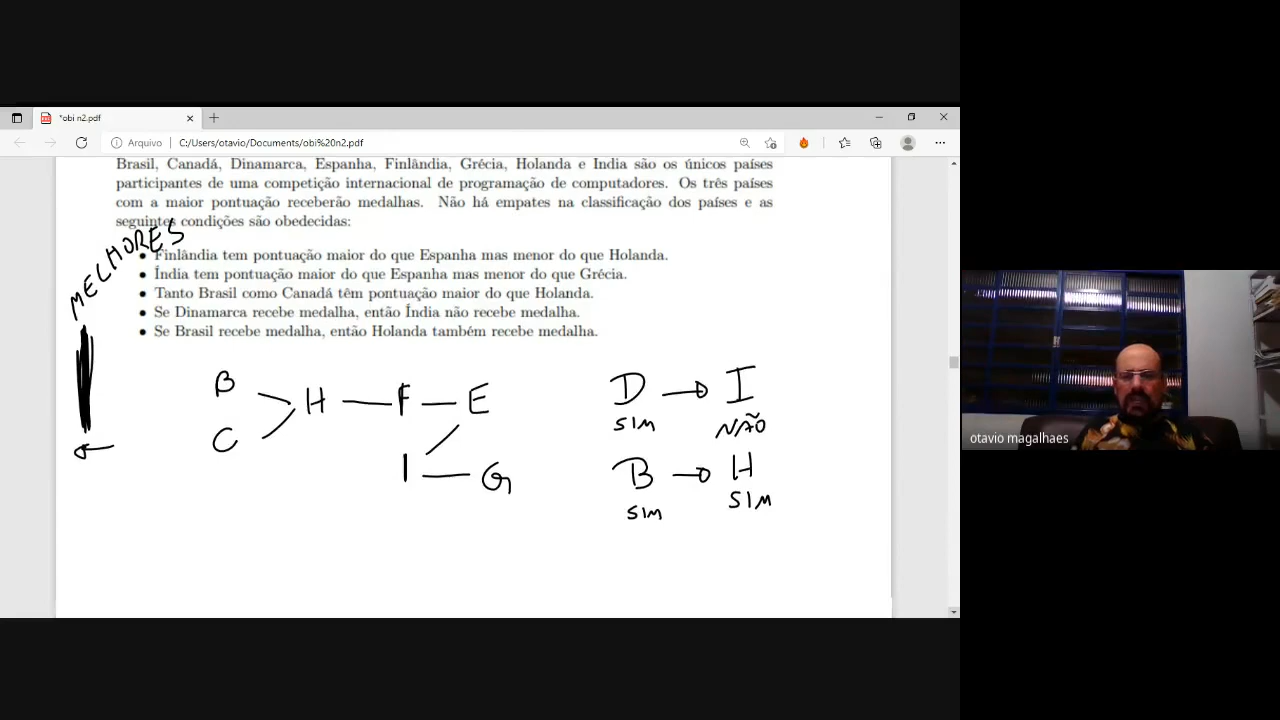 *obi n2.pdf
Arquivo
C:/Users/otavio/Documents/obi%20n2.pdf
Brasil, Canadá, Dinamarca, Espanha, Finlândia, Grécia, Holanda e India são os únicos países
participantes de uma competição internacional de programação de computadores. Os três países
com a maior pontuação receberão medalhas. Não há empates na classificação dos países e as
seguintes condições são obedecidas:
MELHORES
• Finlândia tem pontuação maior do que Espanha mas menor do que Holanda.
• Índia tem pontuação maior do que Espanha mas menor do que Grécia.
• Tanto Brasil como Canadá têm pontuação maior do que Holanda.
• Se Dinamarca recebe medalha, então Índia não recebe medalha.
• Se Brasil recebe medalha, então Holanda também recebe medalha.
B
C
H F E
I G
D → I
SIM NÃO
B → H
SIM SIM
otavio magalhaes